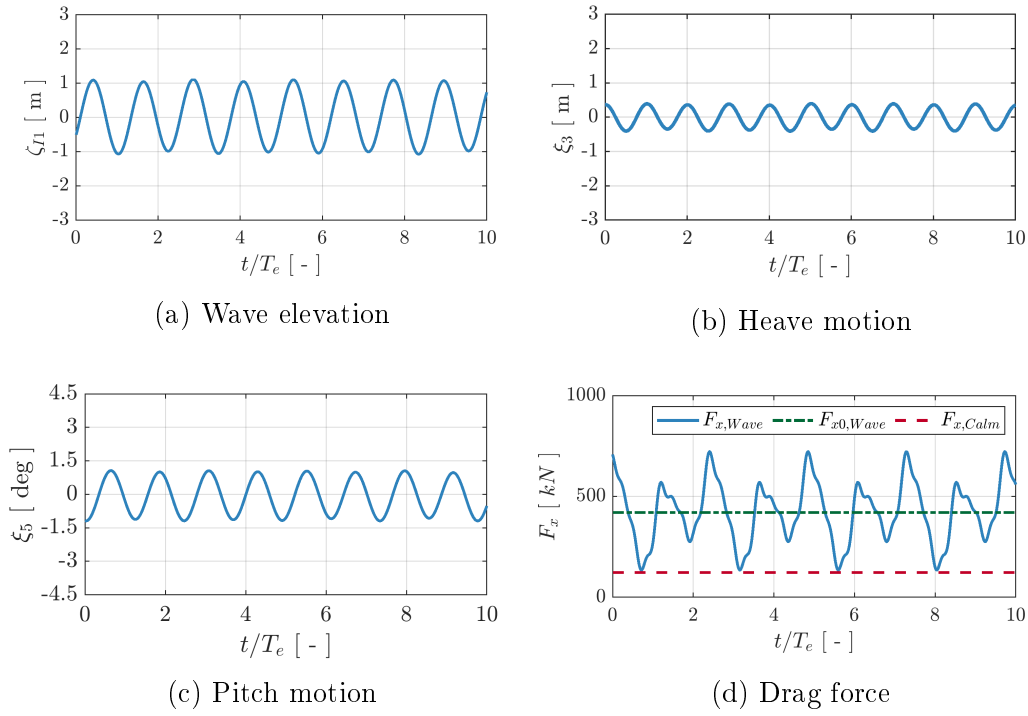 3
2
1
0
-1
-2
-3
ζ_{I1} [ m ]
0 2 4 6 8 10
t/T_e [ - ]
(a) Wave elevation
3
2
1
0
-1
-2
-3
ξ_3 [ m ]
0 2 4 6 8 10
t/T_e [ - ]
(b) Heave motion
4.5
3
1.5
0
-1.5
-3
-4.5
ξ_5 [ deg ]
0 2 4 6 8 10
t/T_e [ - ]
(c) Pitch motion
1000
500
0
F_x [ kN ]
F_{x,Wave} F_{x0,Wave} F_{x,Calm}
0 2 4 6 8 10
t/T_e [ - ]
(d) Drag force